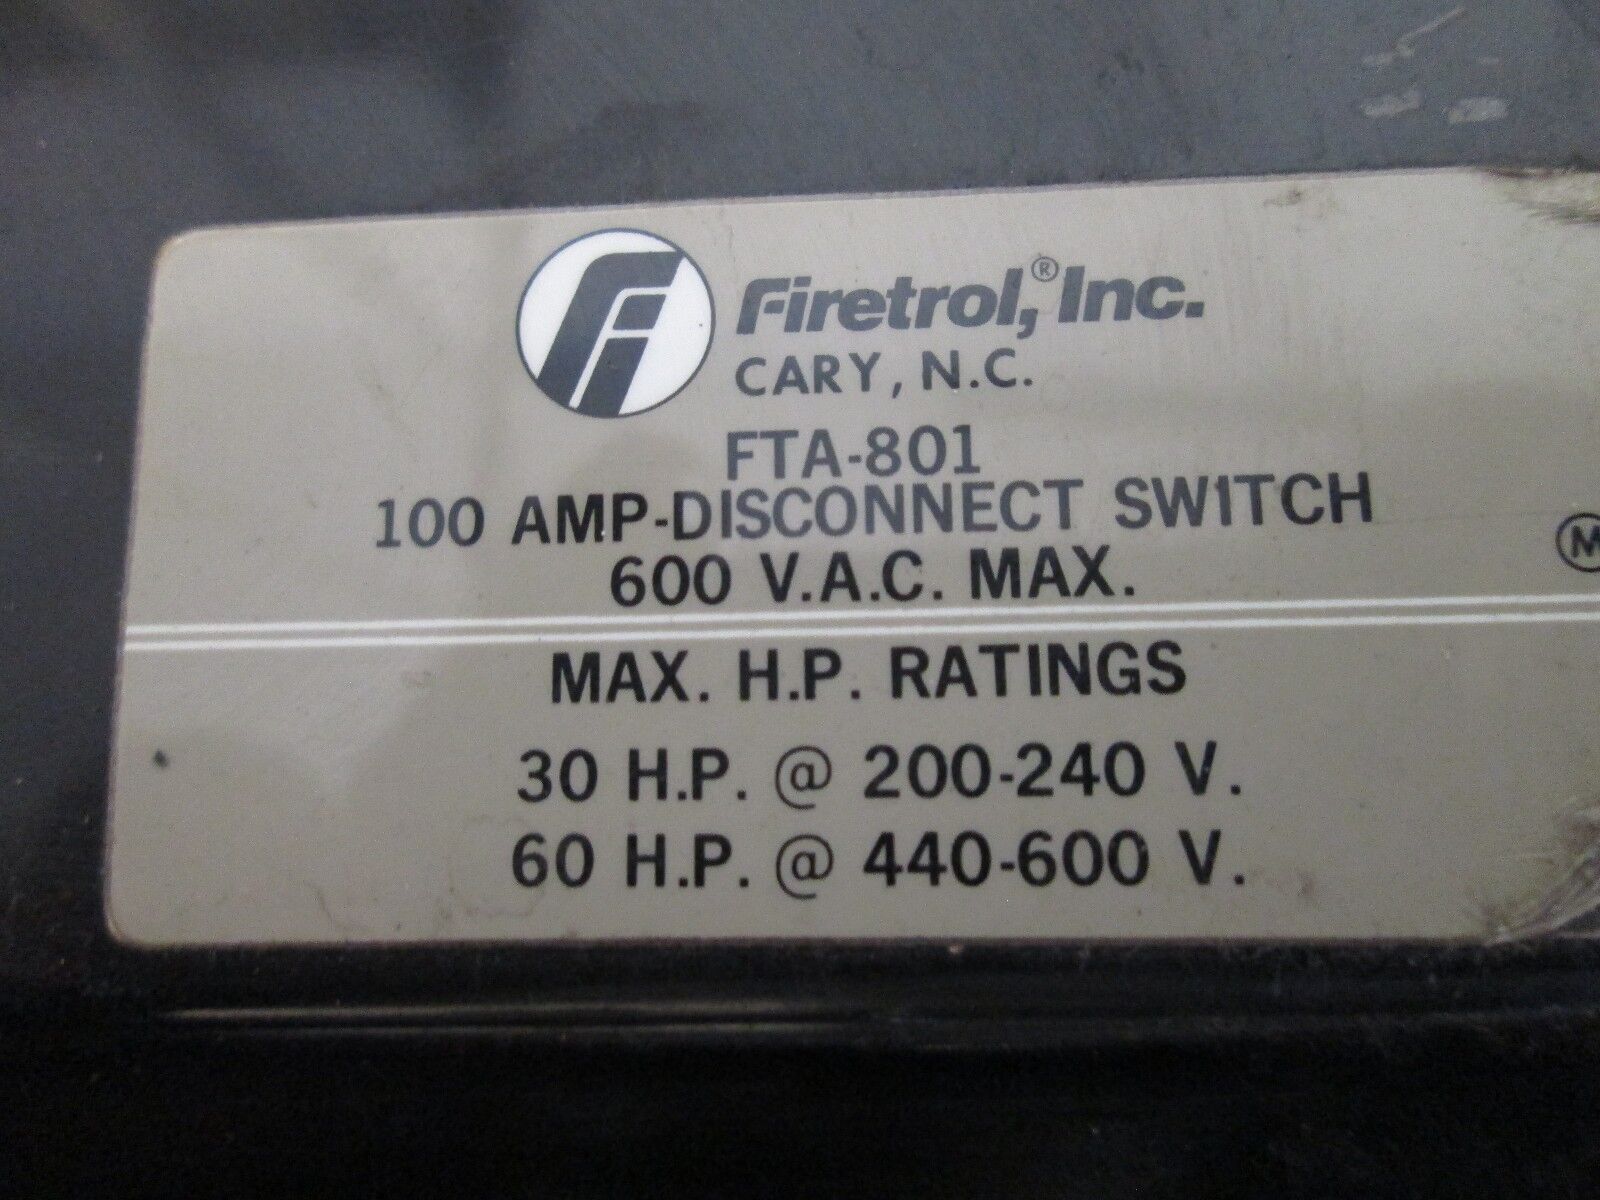 Firetrol,® Inc.
CARY, N.C.
FTA-801
100 AMP-DISCONNECT SWITCH
600 V.A.C. MAX.
M
MAX. H.P. RATINGS
30 H.P. @ 200-240 V.
60 H.P. @ 440-600 V.